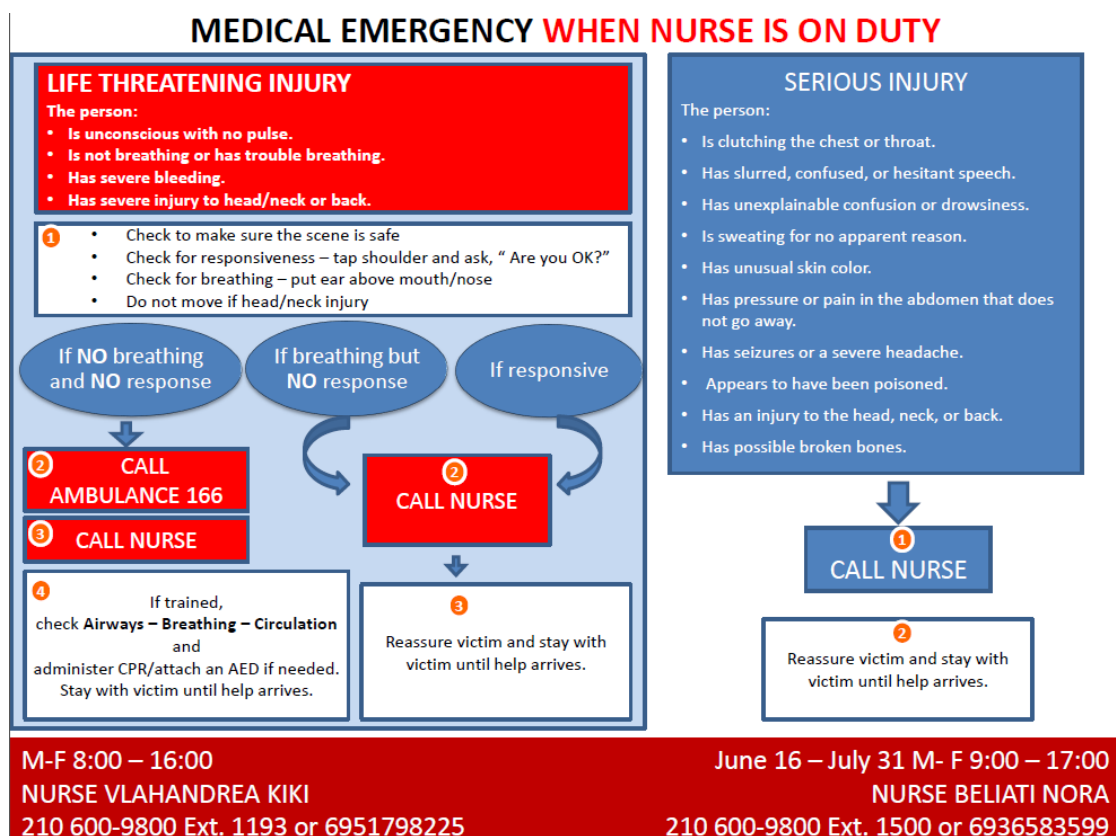 MEDICAL EMERGENCY WHEN NURSE IS ON DUTY
LIFE THREATENING INJURY
The person:
• Is unconscious with no pulse.
• Is not breathing or has trouble breathing.
• Has severe bleeding.
• Has severe injury to head/neck or back.
1
• Check to make sure the scene is safe
• Check for responsiveness – tap shoulder and ask, “ Are you OK?”
• Check for breathing – put ear above mouth/nose
• Do not move if head/neck injury
If NO breathing
and NO response
If breathing but
NO response
If responsive
2
CALL
AMBULANCE 166
3
CALL NURSE
4
If trained,
check Airways – Breathing – Circulation
and
administer CPR/attach an AED if needed.
Stay with victim until help arrives.
2
CALL NURSE
3
Reassure victim and stay with
victim until help arrives.
SERIOUS INJURY
The person:
• Is clutching the chest or throat.
• Has slurred, confused, or hesitant speech.
• Has unexplainable confusion or drowsiness.
• Is sweating for no apparent reason.
• Has unusual skin color.
• Has pressure or pain in the abdomen that does
not go away.
• Has seizures or a severe headache.
• Appears to have been poisoned.
• Has an injury to the head, neck, or back.
• Has possible broken bones.
1
CALL NURSE
2
Reassure victim and stay with
victim until help arrives.
M-F 8:00 – 16:00
NURSE VLAHANDREA KIKI
210 600-9800 Ext. 1193 or 6951798225
June 16 – July 31 M- F 9:00 – 17:00
NURSE BELIATI NORA
210 600-9800 Ext. 1500 or 6936583599